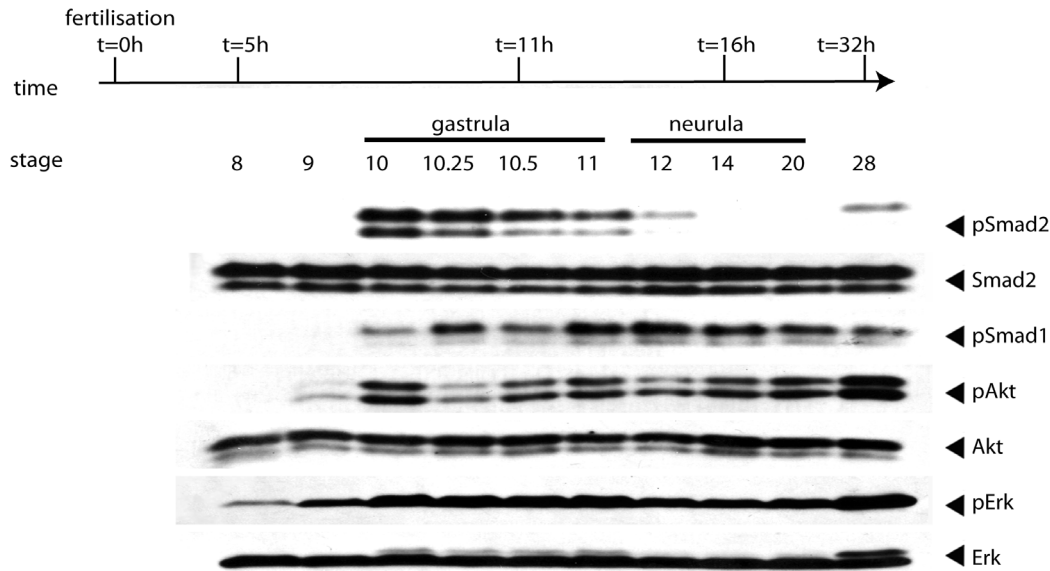 fertilisation
t=0h t=5h t=11h t=16h t=32h
time
gastrula neurula
stage 8 9 10 10.25 10.5 11 12 14 20 28
pSmad2
Smad2
pSmad1
pAkt
Akt
pErk
Erk